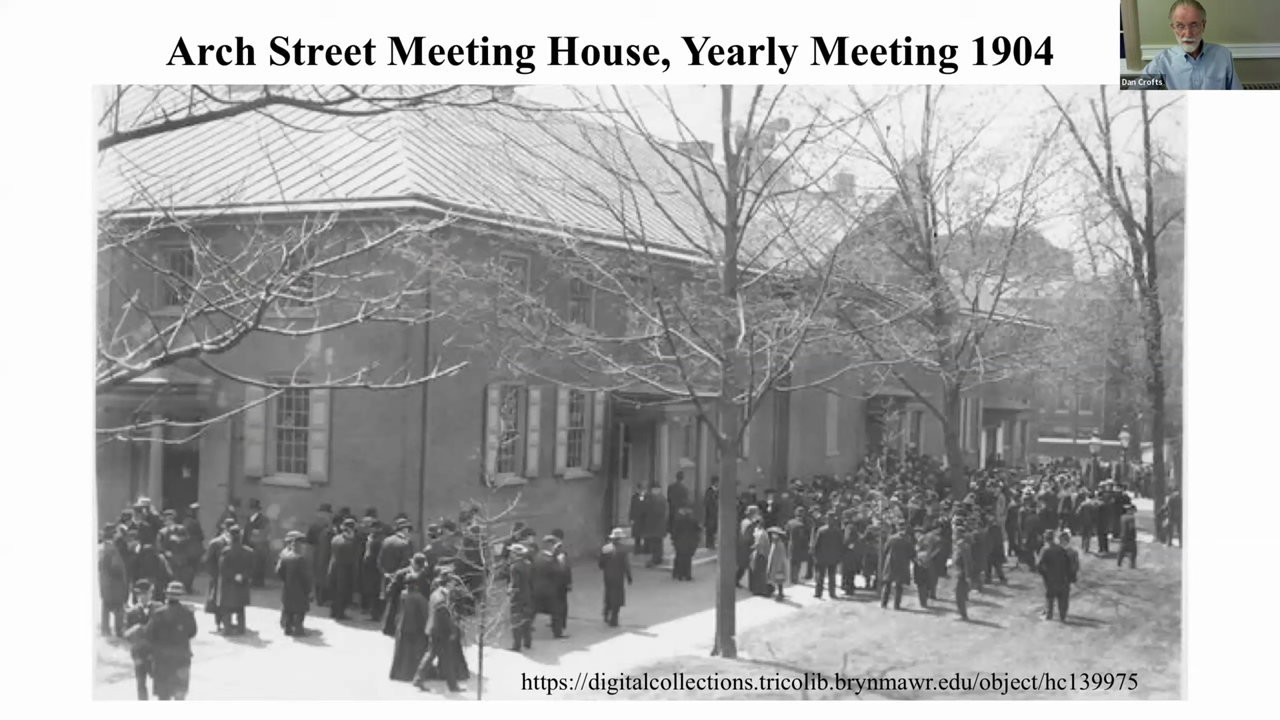 Arch Street Meeting House, Yearly Meeting 1904
Dan Crofts
https://digitalcollections.tricolib.brynmawr.edu/object/hc139975